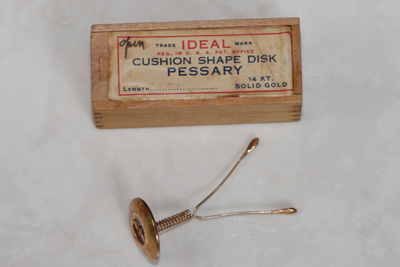 open
TRADE IDEAL MARK
REG. IN U. S. A. PAT. OFFICE
CUSHION SHAPE DISK
PESSARY
14 KT.
LENGTH........................ SOLID GOLD